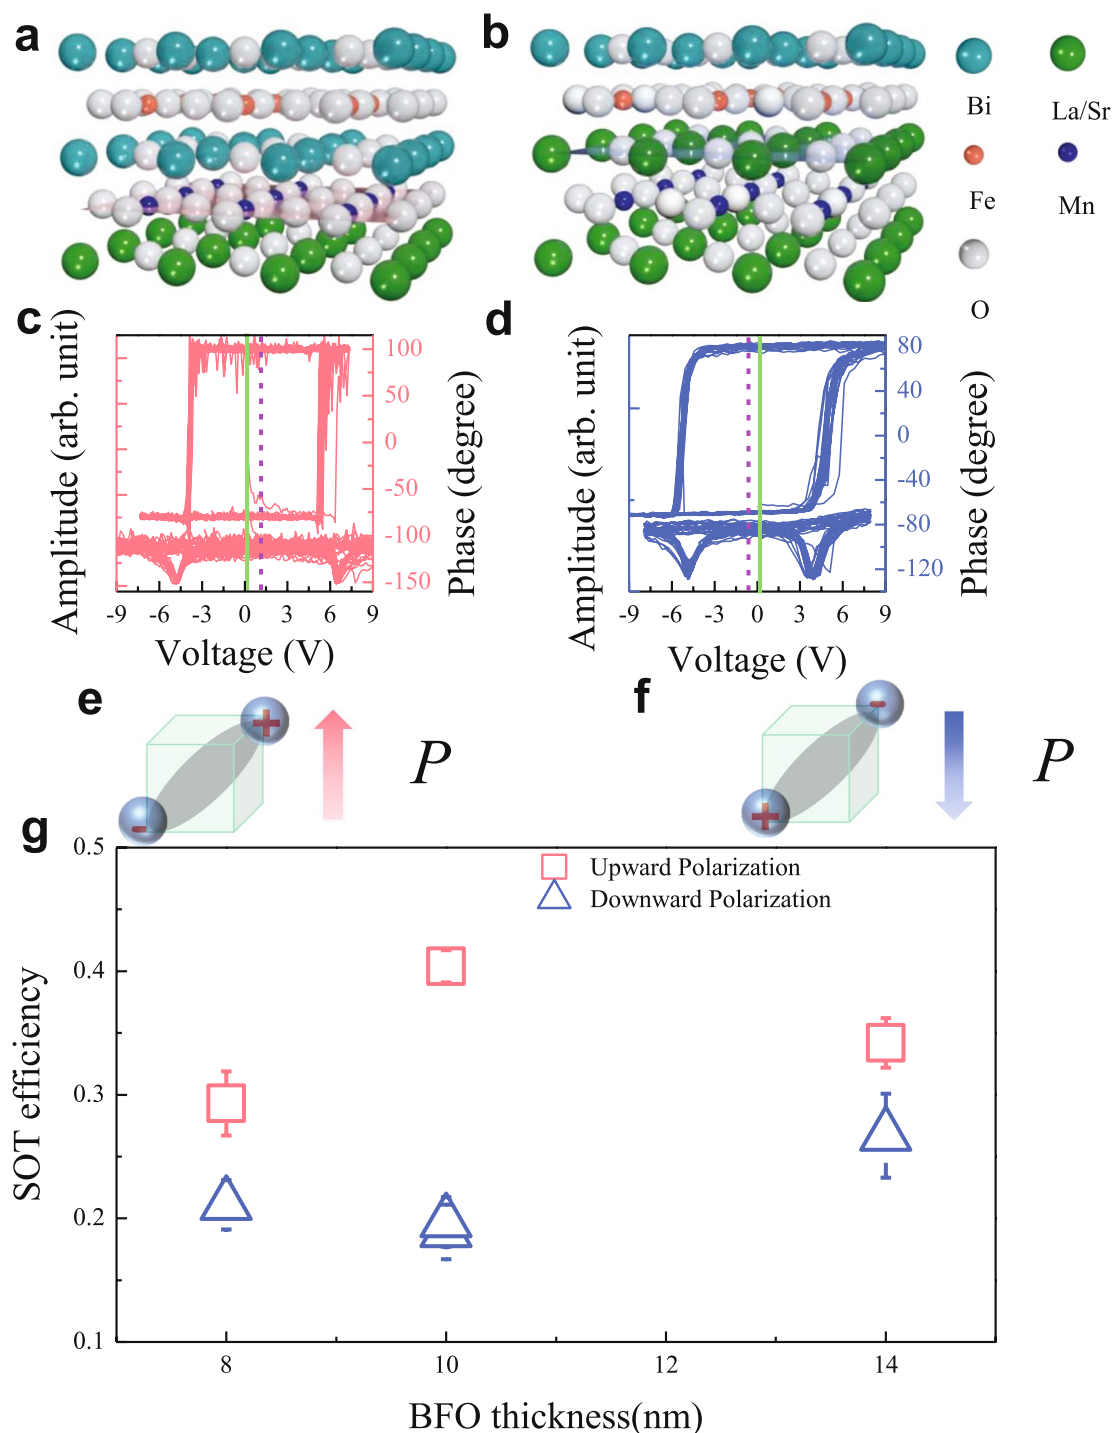 a
b
Bi
La/Sr
Fe
Mn
O
c
Amplitude (arb. unit)
100
50
0
-50
-100
-150
Phase (degree)
-9 -6 -3 0 3 6 9
Voltage (V)
d
Amplitude (arb. unit)
80
40
0
-40
-80
-120
Phase (degree)
-9 -6 -3 0 3 6 9
Voltage (V)
e
+
-
P
f
-
+
P
g
Upward Polarization
Downward Polarization
SOT efficiency
0.5
0.4
0.3
0.2
0.1
8 10 12 14
BFO thickness(nm)